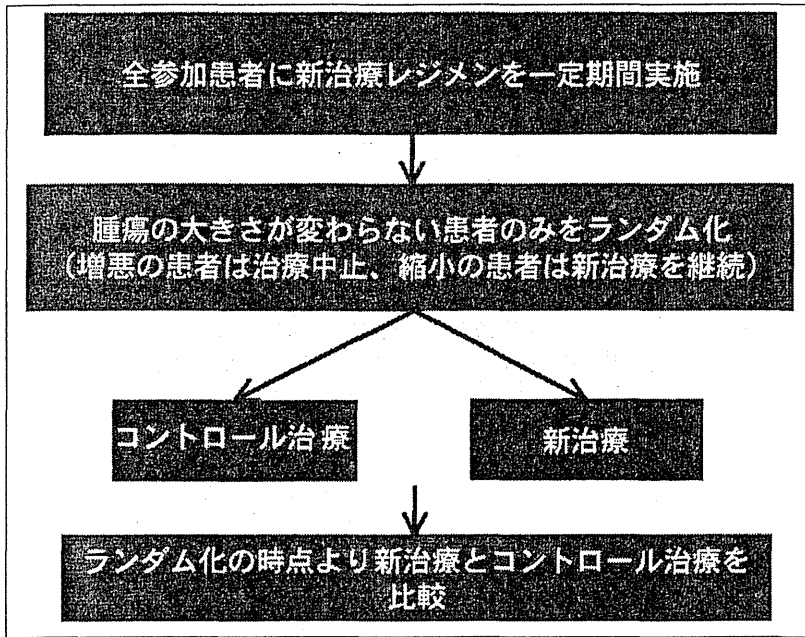 全参加患者に新治療レジメンを一定期間実施
腫瘍の大きさが変わらない患者のみをランダム化
（増悪の患者は治療中止、縮小の患者は新治療を継続）
コントロール治療
新治療
ランダム化の時点より新治療とコントロール治療を
比較